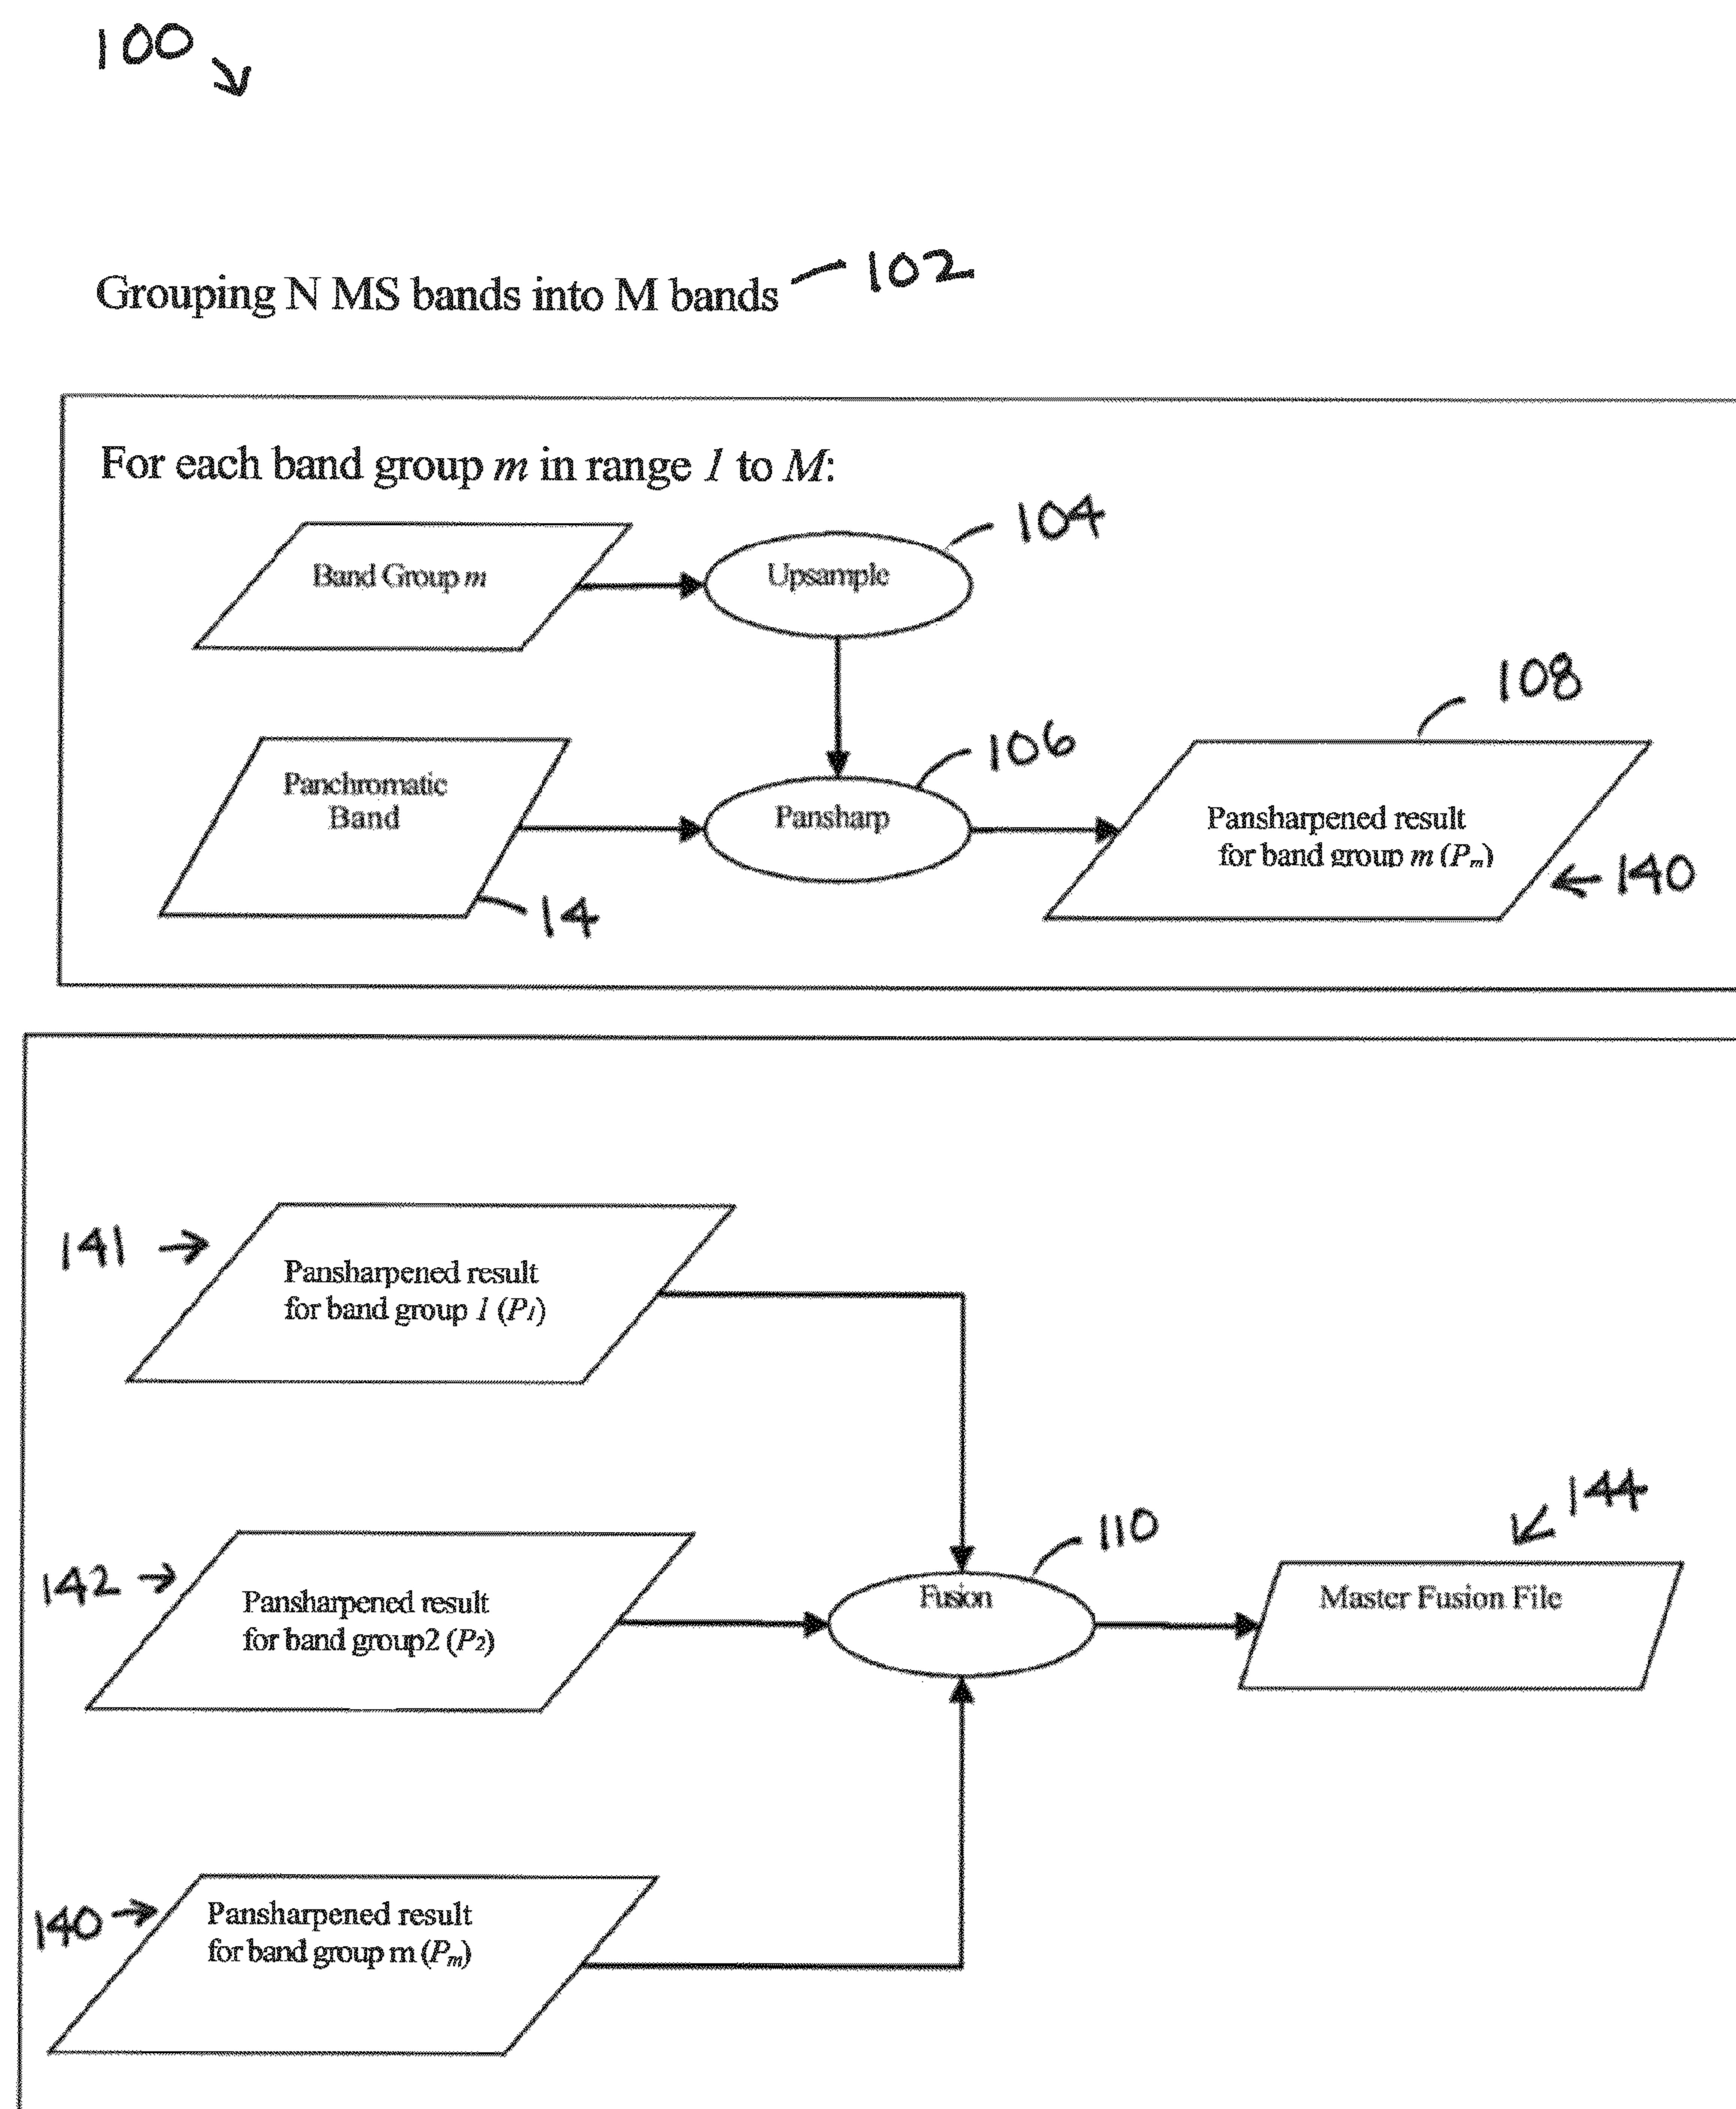 100
Grouping N MS bands into M bands 102
For each band group m in range 1 to M:
104
Band Group m
Upsample
108
106
Panchromatic
Band
Pansharp
Pansharpened result
for band group m (Pm)
140
14
141
Pansharpened result
for band group 1 (P1)
144
110
142
Fusion
Master Fusion File
Pansharpened result
for band group2 (P2)
140
Pansharpened result
for band group m (Pm)